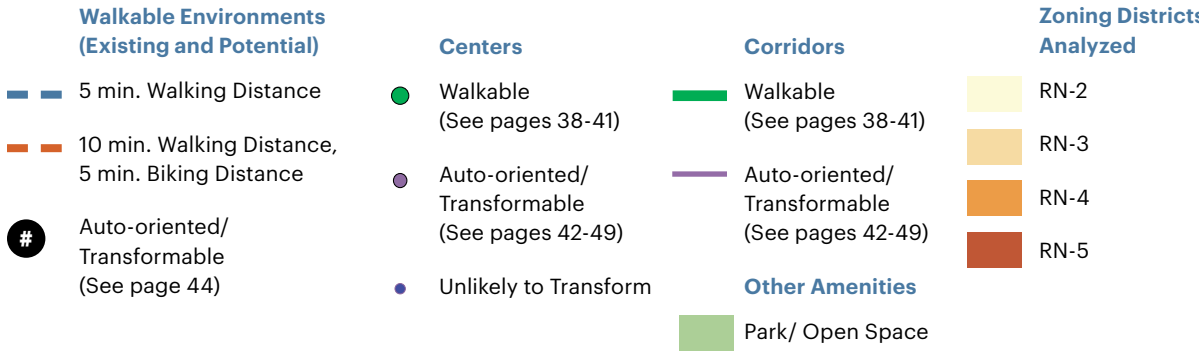 Walkable Environments
(Existing and Potential)
5 min. Walking Distance
10 min. Walking Distance,
5 min. Biking Distance
#
Auto-oriented/
Transformable
(See page 44)
Centers
Walkable
(See pages 38-41)
Auto-oriented/
Transformable
(See pages 42-49)
Unlikely to Transform
Corridors
Walkable
(See pages 38-41)
Auto-oriented/
Transformable
(See pages 42-49)
Other Amenities
Park/ Open Space
Zoning Districts
Analyzed
RN-2
RN-3
RN-4
RN-5